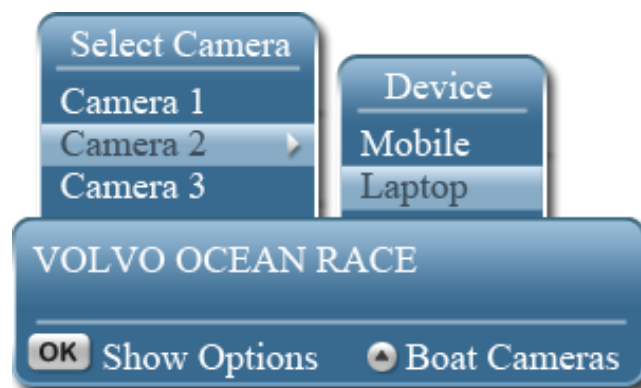 Select Camera
Camera 1
Camera 2
Camera 3
Device
Mobile
Laptop
VOLVO OCEAN RACE
OK Show Options
Boat Cameras